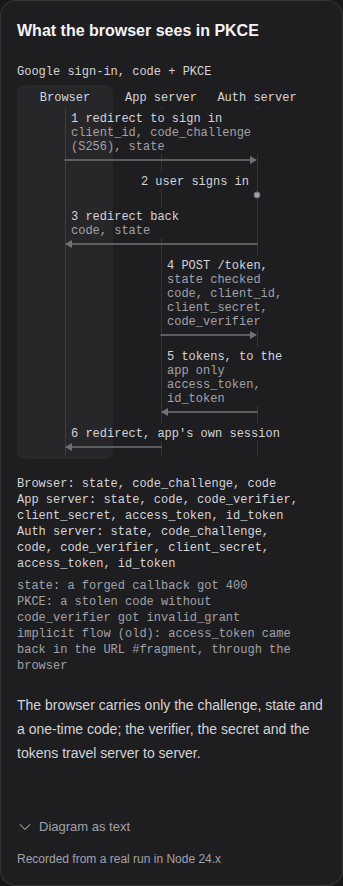 What the browser sees in PKCE
Google sign-in, code + PKCE
Browser App server Auth server
1 redirect to sign in
client_id, code_challenge
(S256), state
2 user signs in
3 redirect back
code, state
4 POST /token,
state checked
code, client_id,
client_secret,
code_verifier
5 tokens, to the
app only
access_token,
id_token
6 redirect, app's own session
Browser: state, code_challenge, code
App server: state, code, code_verifier,
client_secret, access_token, id_token
Auth server: state, code_challenge,
code, code_verifier, client_secret,
access_token, id_token
state: a forged callback got 400
PKCE: a stolen code without
code_verifier got invalid_grant
implicit flow (old): access_token came
back in the URL #fragment, through the
browser
The browser carries only the challenge, state and
a one-time code; the verifier, the secret and the
tokens travel server to server.
Diagram as text
Recorded from a real run in Node 24.x